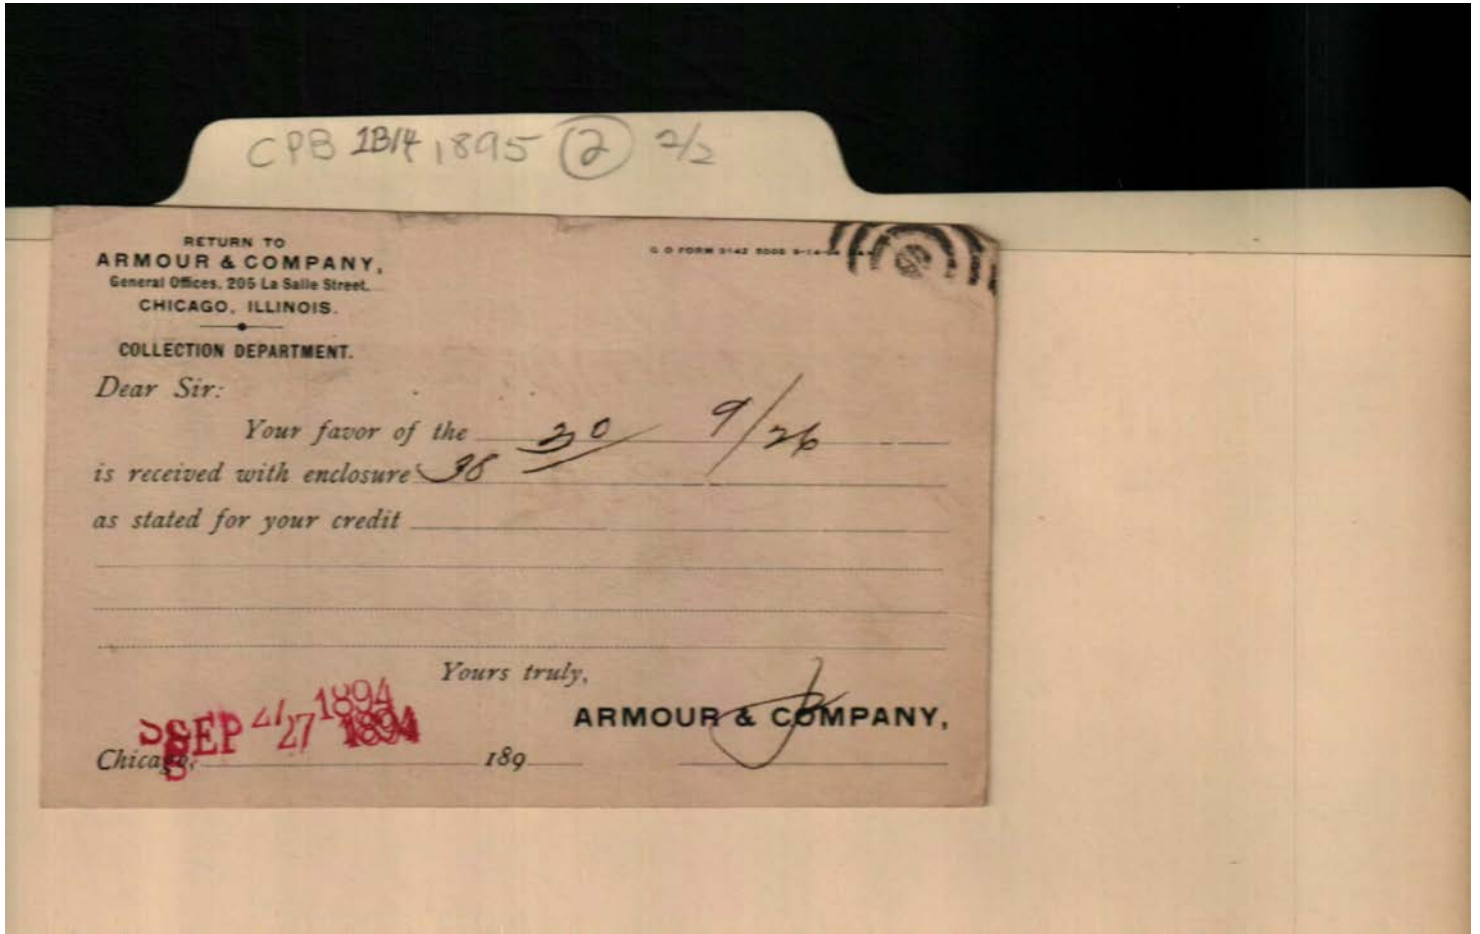 CPB 1B14 1895 2 2/2
RETURN TO
ARMOUR & COMPANY,
General Offices, 205 La Salle Street,
CHICAGO, ILLINOIS.
COLLECTION DEPARTMENT.
G O FORM 5000
Dear Sir:
Your favor of the 9/26
is received with enclosure
as stated for your credit
Yours truly,
ARMOUR & COMPANY,
SEP 27 1894
Chicago, 189